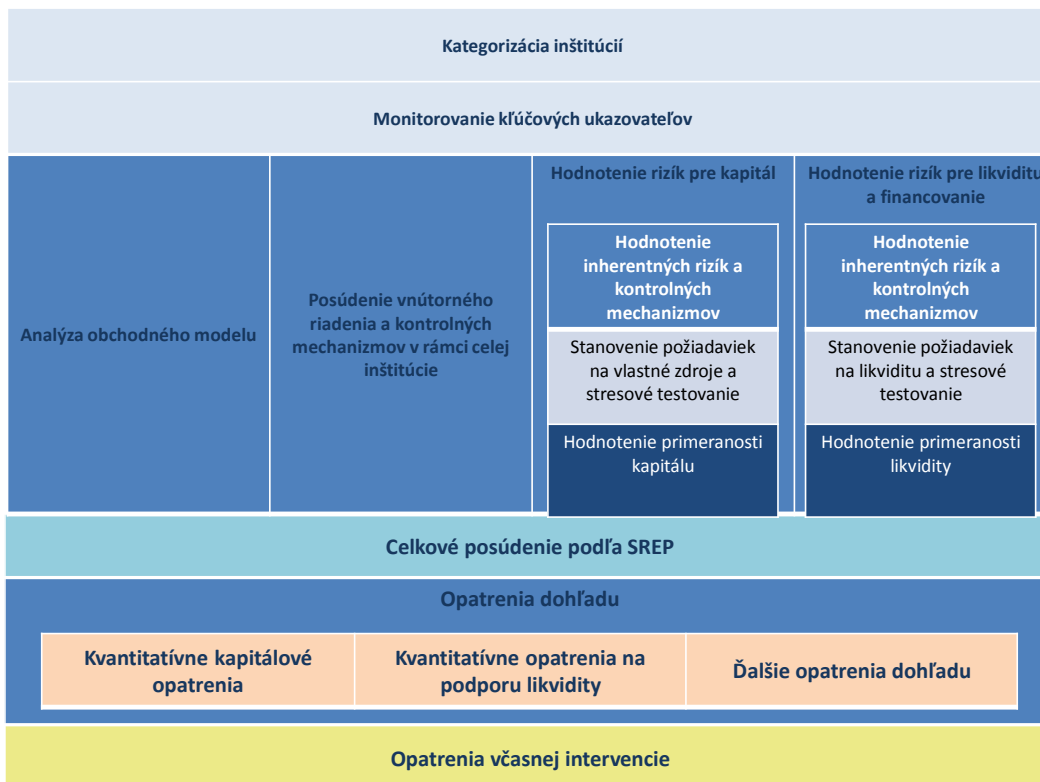 Kategorizácia inštitúcií
Monitorovanie kľúčových ukazovateľov
Analýza obchodného modelu
Posúdenie vnútorného
riadenia a kontrolných
mechanizmov v rámci celej
inštitúcie
Hodnotenie rizík pre kapitál
Hodnotenie
inherentných rizík a
kontrolných
mechanizmov
Stanovenie požiadaviek
na vlastné zdroje a
stresové testovanie
Hodnotenie primeranosti
kapitálu
Hodnotenie rizík pre likviditu
a financovanie
Hodnotenie
inherentných rizík a
kontrolných
mechanizmov
Stanovenie požiadaviek
na likviditu a stresové
testovanie
Hodnotenie primeranosti
likvidity
Celkové posúdenie podľa SREP
Opatrenia dohľadu
Kvantitatívne kapitálové
opatrenia
Kvantitatívne opatrenia na
podporu likvidity
Ďalšie opatrenia dohľadu
Opatrenia včasnej intervencie